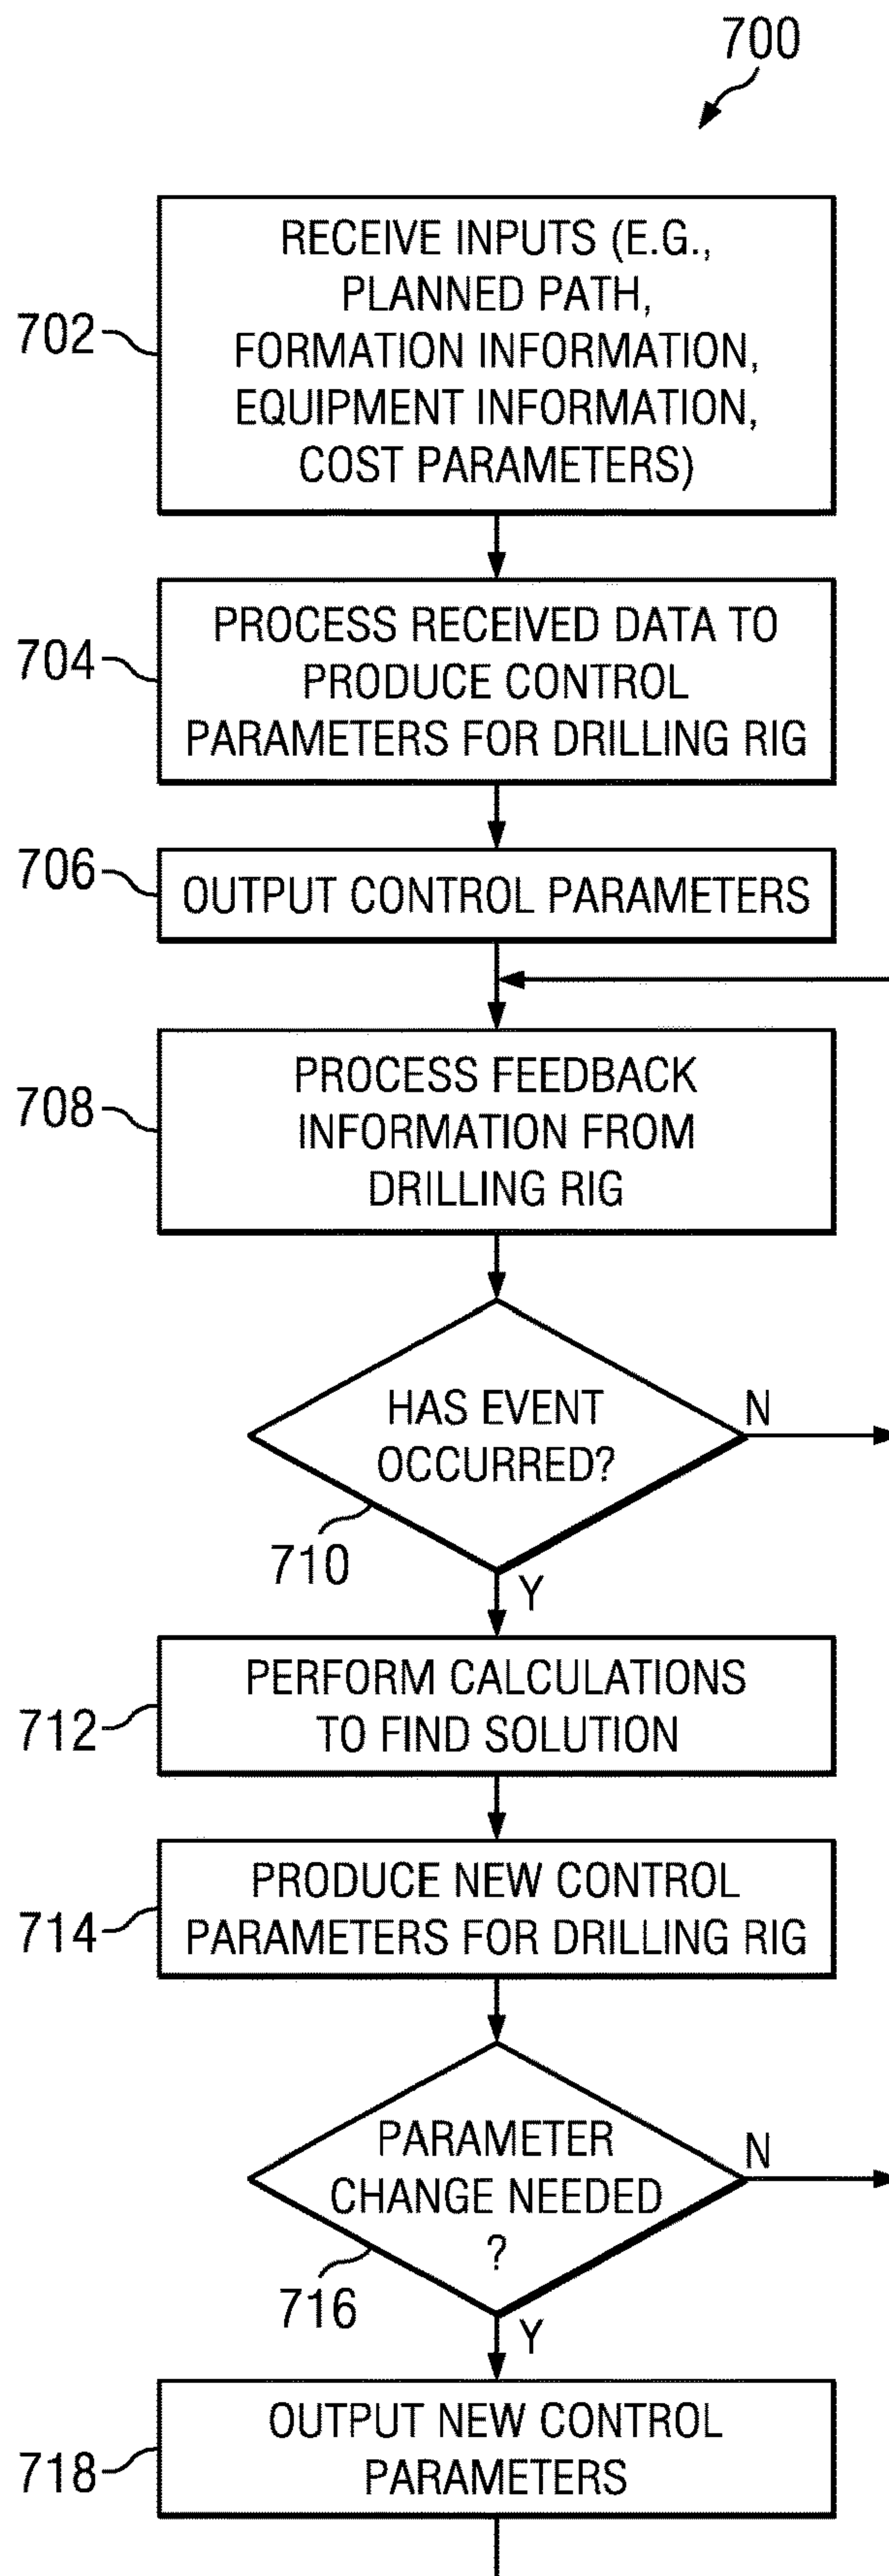 700
702
RECEIVE INPUTS (E.G.,
PLANNED PATH,
FORMATION INFORMATION,
EQUIPMENT INFORMATION,
COST PARAMETERS)
704
PROCESS RECEIVED DATA TO
PRODUCE CONTROL
PARAMETERS FOR DRILLING RIG
706
OUTPUT CONTROL PARAMETERS
708
PROCESS FEEDBACK
INFORMATION FROM
DRILLING RIG
HAS EVENT
OCCURRED?
N
710
Y
712
PERFORM CALCULATIONS
TO FIND SOLUTION
714
PRODUCE NEW CONTROL
PARAMETERS FOR DRILLING RIG
PARAMETER
CHANGE NEEDED
?
N
716
Y
718
OUTPUT NEW CONTROL
PARAMETERS